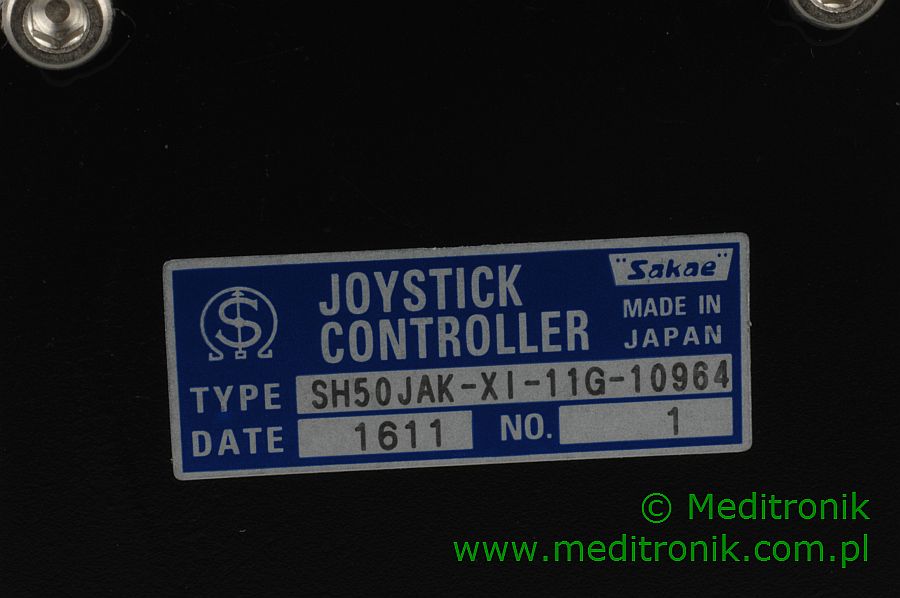 JOYSTICK
CONTROLLER
"Sakae"
MADE IN
JAPAN
TYPE SH50JAK-XI-11G-10964
DATE 1611 NO. 1
© Meditronik
www.meditronik.com.pl